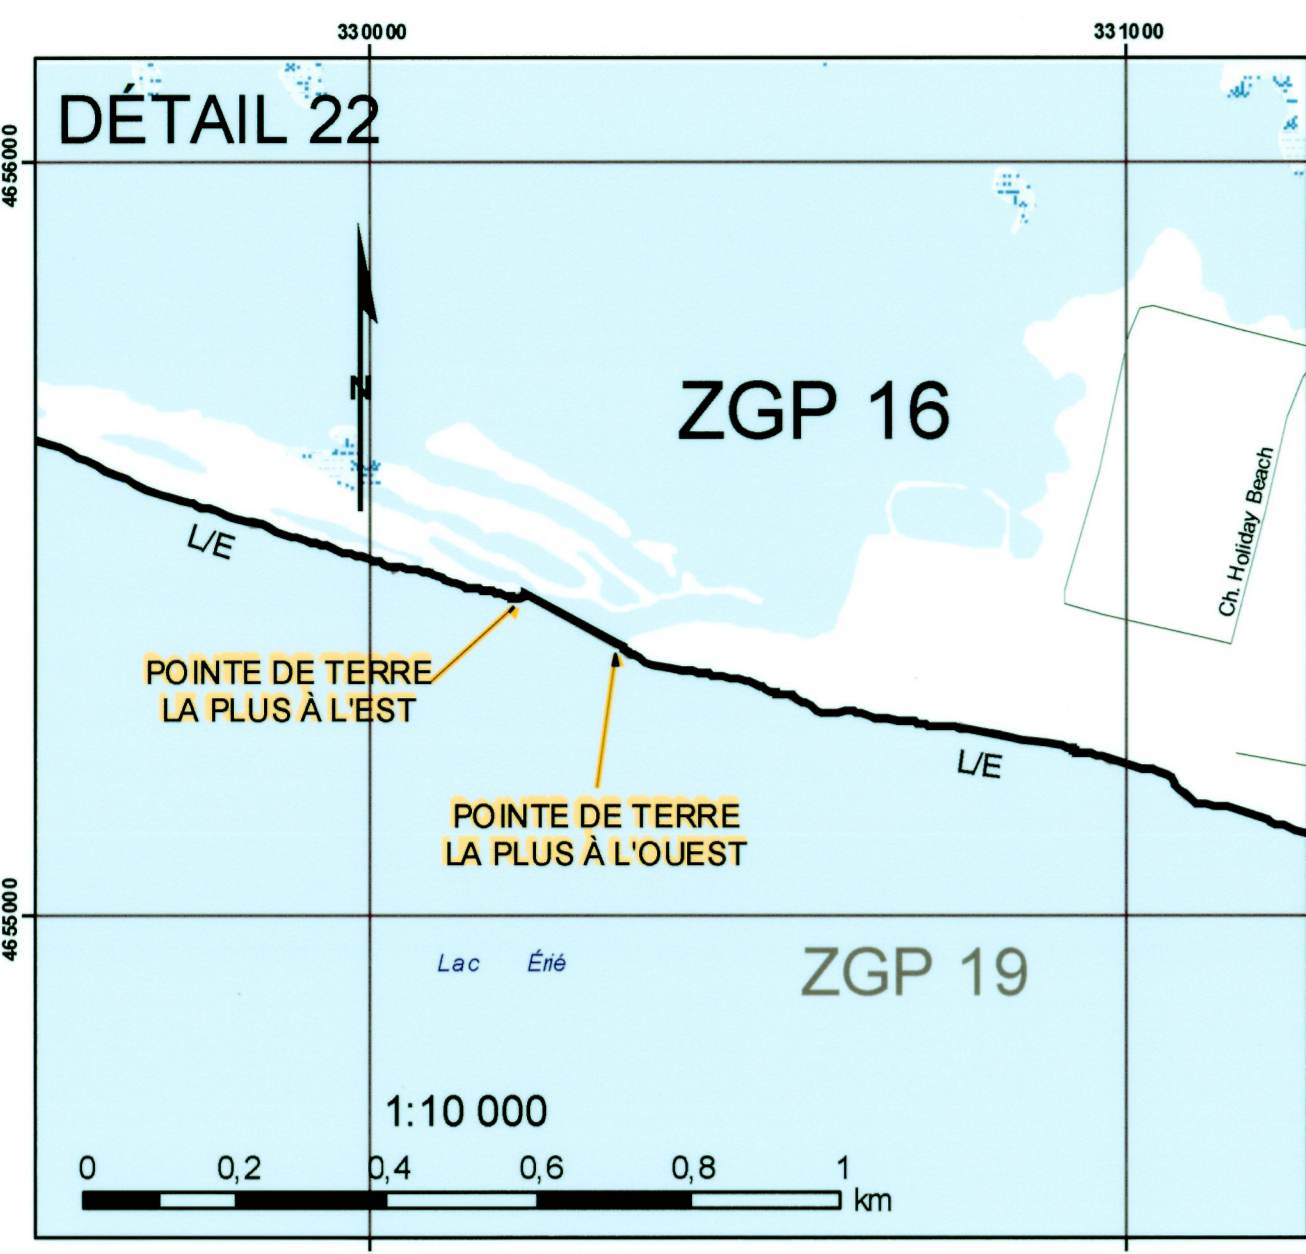 330000
331000
DÉTAIL 22
4656000
N
ZGP 16
Ch. Holiday Beach
L/E
POINTE DE TERRE
LA PLUS À L'EST
L/E
POINTE DE TERRE
LA PLUS À L'OUEST
4655000
Lac Érié
ZGP 19
1:10 000
0 0,2 0,4 0,6 0,8 1
km